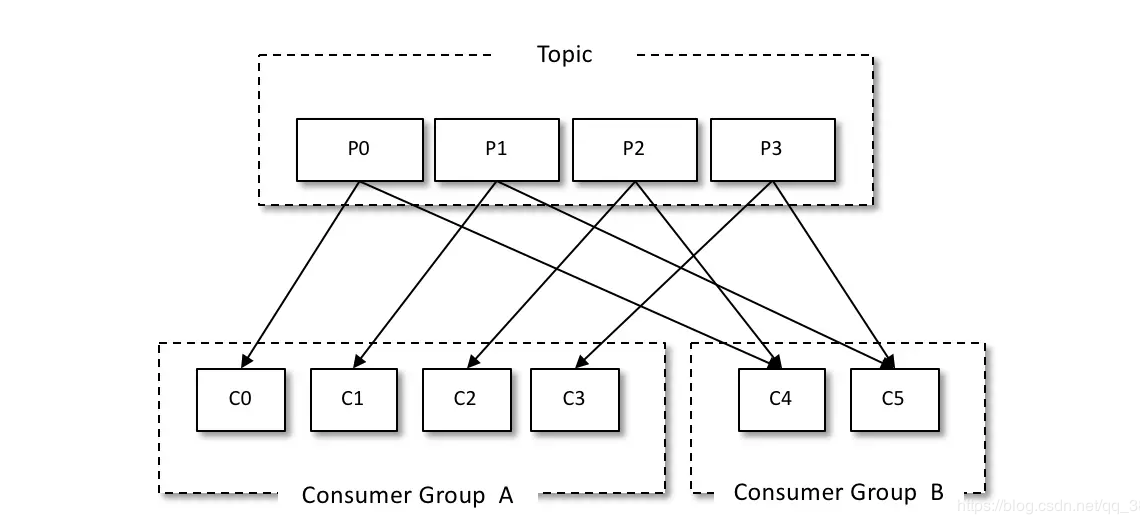 Topic
P0 P1 P2 P3
C0 C1 C2 C3 C4 C5
Consumer Group A
Consumer Group B
https://blog.csdn.net/qq_3